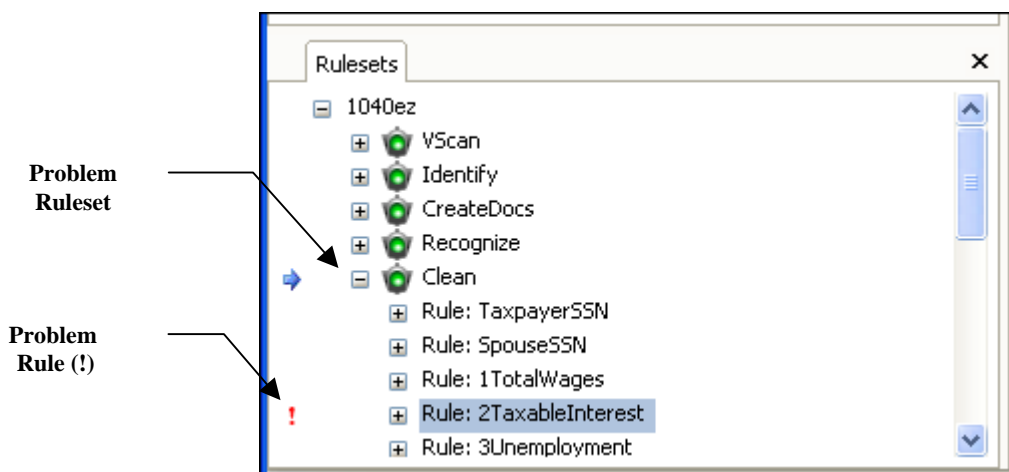 Rulesets
1040ez
VScan
Identify
CreateDocs
Recognize
Clean
Rule: TaxpayerSSN
Rule: SpouseSSN
Rule: 1TotalWages
Rule: 2TaxableInterest
Rule: 3Unemployment
Problem
Ruleset
Problem
Rule (!)
!